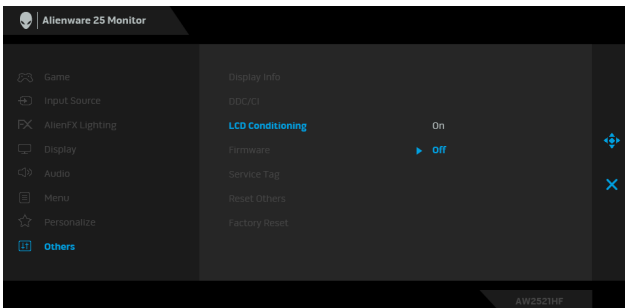 Alienware 25 Monitor
Game
Input Source
AlienFX Lighting
Display
Audio
Menu
Personalize
Others
Display Info
DDC/CI
LCD Conditioning On
Firmware Off
Service Tag
Reset Others
Factory Reset
AW2521HF